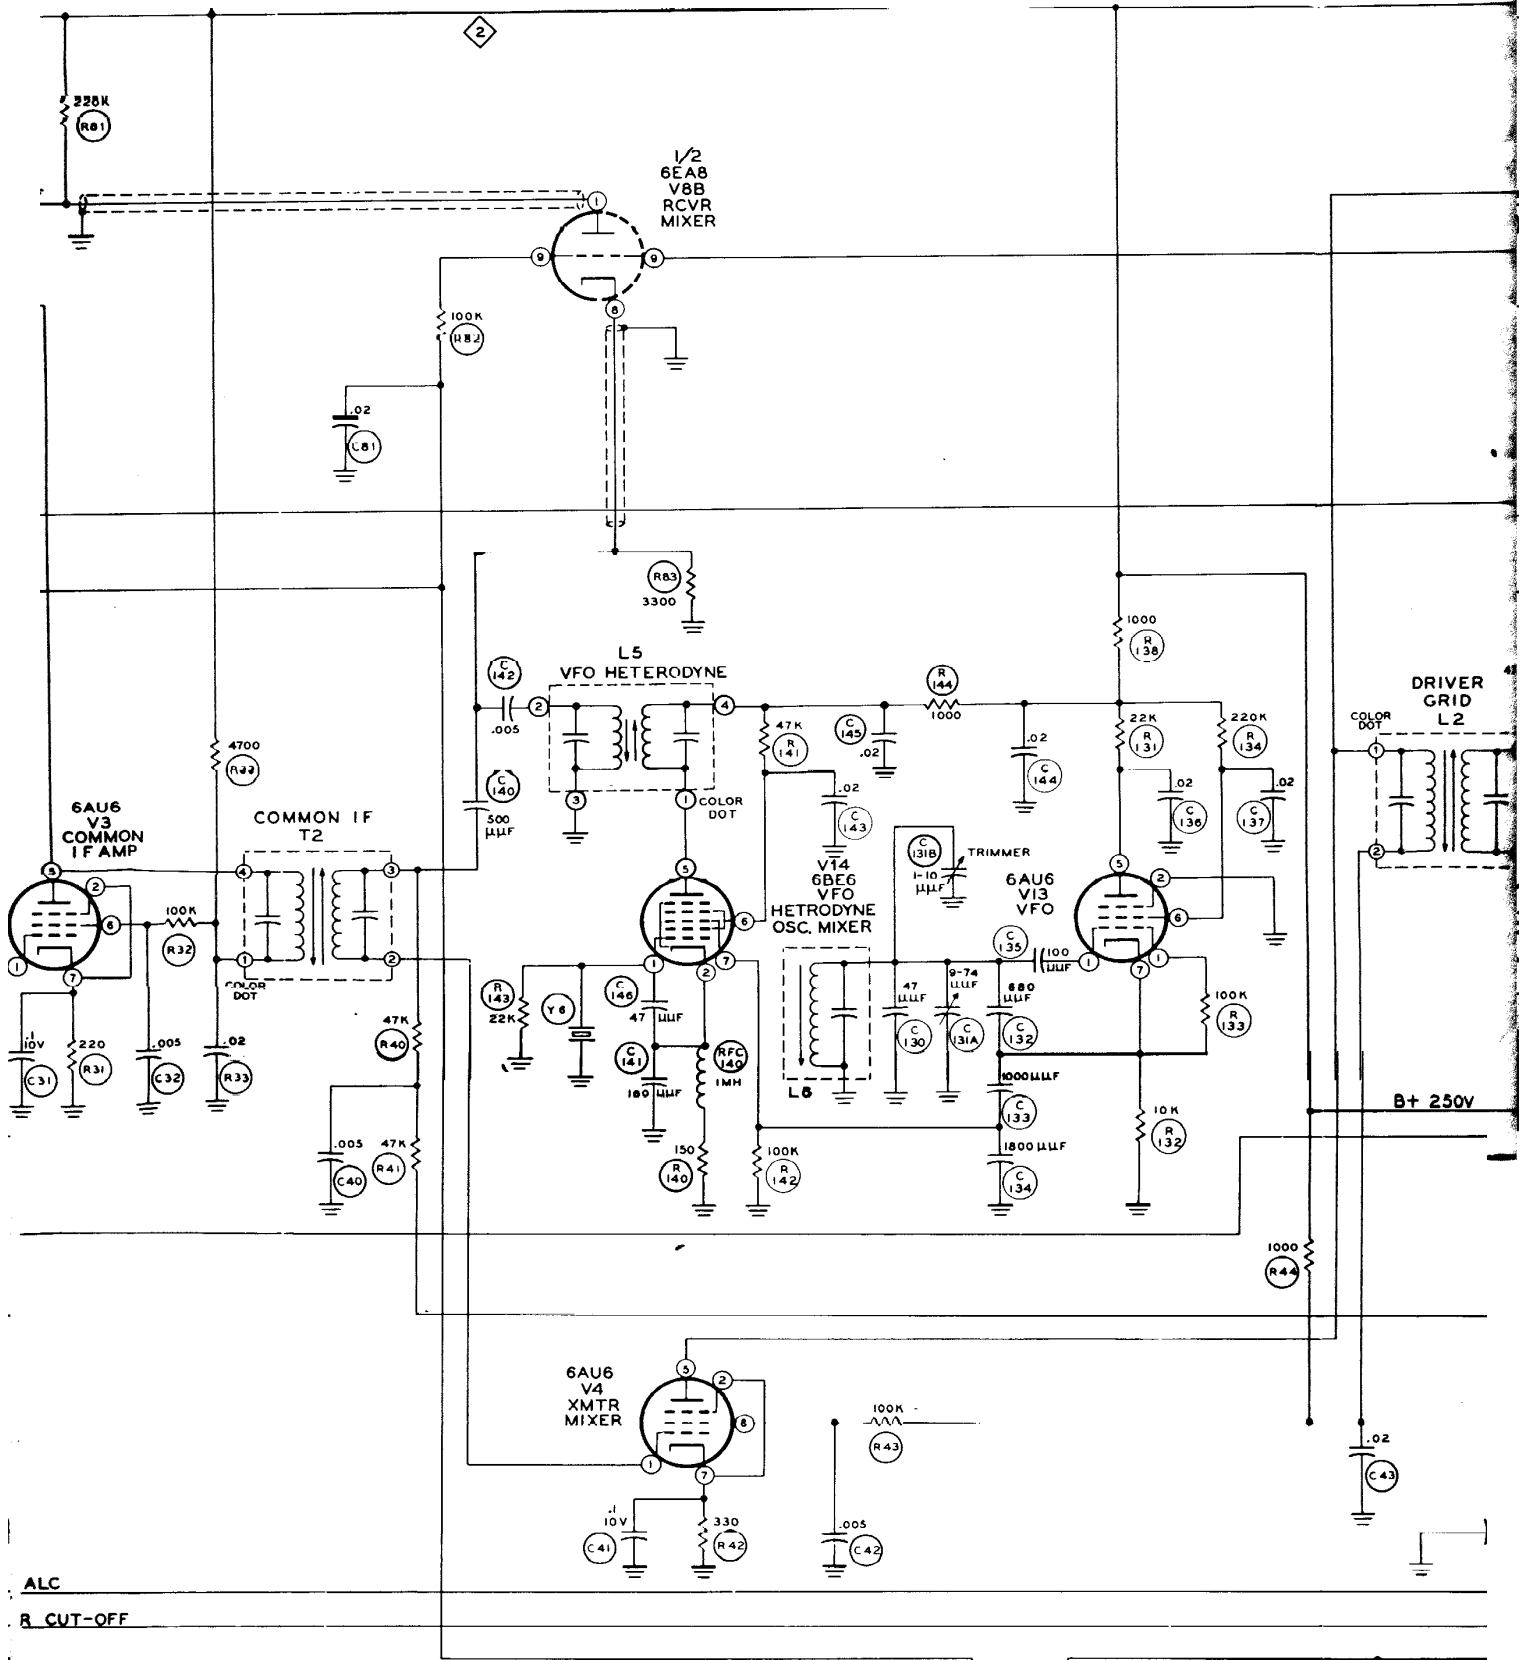 2
228K
R81
1/2
6EA8
V8B
RCVR
MIXER
1
9
9
8
100K
R82
.02
C81
R83
3300
L5
VFO HETERODYNE
C 142
.005
2
4
3
1
COLOR DOT
C 140
500 μμF
47K
R 141
C 145
.02
R 144
1000
.02
C 144
.02
C 143
1000
R 138
22K
R 131
220K
R 134
.02
C 136
.02
C 137
DRIVER
GRID
L2
COLOR DOT
1
2
4700
6AU6
V3
COMMON
IF AMP
5
2
6
1
7
100K
R32
COMMON IF
T2
4
3
1
2
COLOR DOT
.1
10V
C31
220
R31
.005
C32
.02
R33
47K
R40
.005
C40
47K
R41
V14
6BE6
VFO
HETRODYNE
OSC. MIXER
5
6
1
2
7
R 143
22K
Y6
C 146
47 μμF
C 141
180 μμF
RFC 140
1MH
150
R 140
100K
R 142
C 131B
TRIMMER
1-10 μμF
L6
47 μμF
C 130
9-74 μμF
C 131A
680 μμF
C 132
C 135
100 μμF
1000μμF
C 133
1800 μμF
C 134
6AU6
V13
VFO
5
2
6
1
1
7
100K
R 133
10K
R 132
B+ 250V
1000
R44
6AU6
V4
XMTR
MIXER
5
2
6
1
7
.1
10V
C41
330
R42
100K
R43
.005
C42
.02
C43
ALC
R CUT-OFF